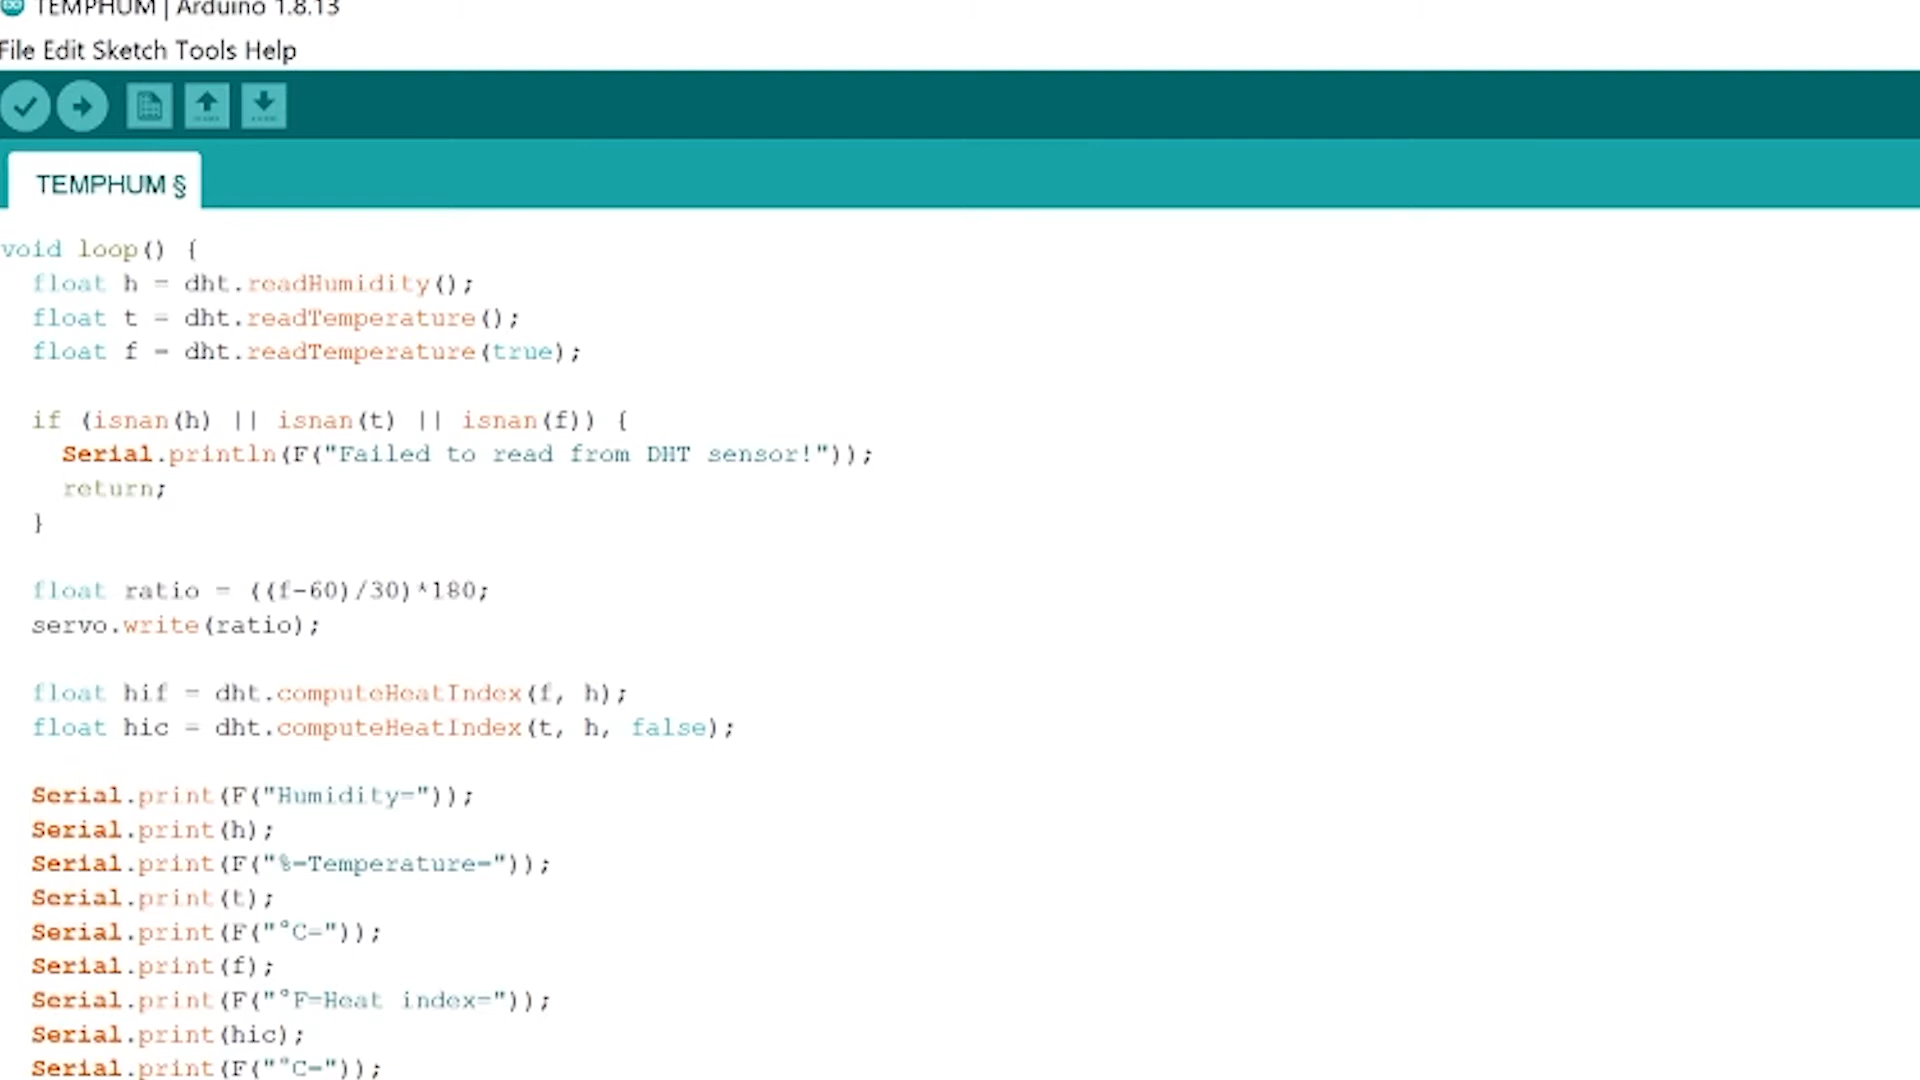 TEMPHUM | Arduino 1.8.13
File Edit Sketch Tools Help
TEMPHUM §
void loop() {
float h = dht.readHumidity();
float t = dht.readTemperature();
float f = dht.readTemperature(true);
if (isnan(h) || isnan(t) || isnan(f)) {
Serial.println(F("Failed to read from DHT sensor!"));
return;
}
float ratio = ((f-60)/30)*180;
servo.write(ratio);
float hif = dht.computeHeatIndex(f, h);
float hic = dht.computeHeatIndex(t, h, false);
Serial.print(F("Humidity="));
Serial.print(h);
Serial.print(F("%=Temperature="));
Serial.print(t);
Serial.print(F("°C="));
Serial.print(f);
Serial.print(F("°F=Heat index="));
Serial.print(hic);
Serial.print(F("°C="));